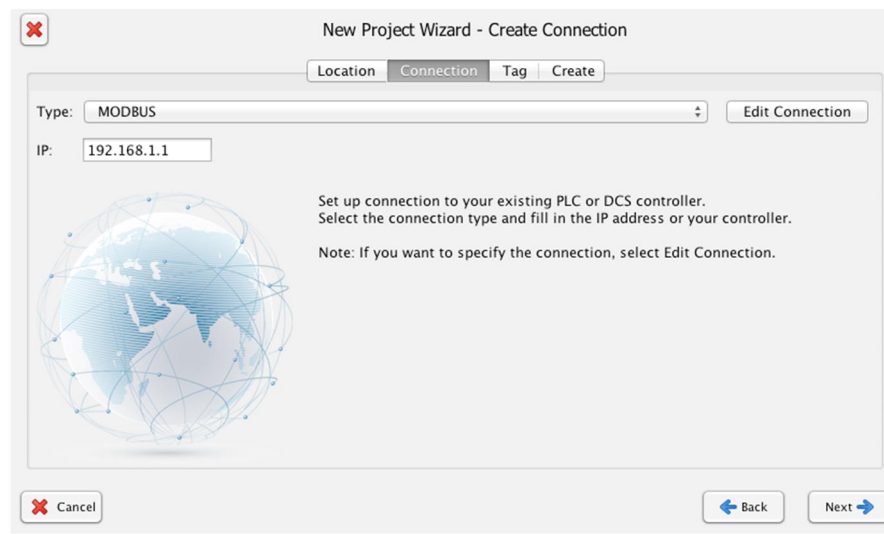 New Project Wizard - Create Connection
Location Connection Tag Create
Type: MODBUS Edit Connection
IP: 192.168.1.1
Set up connection to your existing PLC or DCS controller.
Select the connection type and fill in the IP address or your controller.
Note: If you want to specify the connection, select Edit Connection.
Cancel Back Next